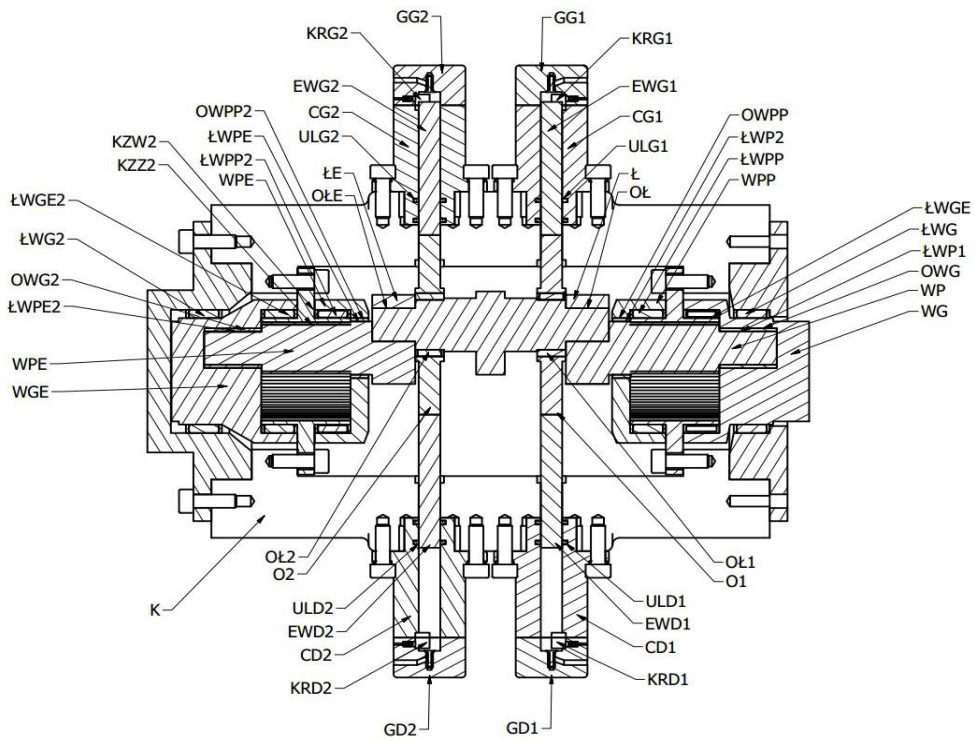 GG2
GG1
KRG2
KRG1
EWG2
EWG1
OWPP2
CG2
CG1
OWPP
KZW2
ŁWPE
ULG2
ULG1
ŁWP2
KZZ2
ŁWPP2
ŁWPP
WPE
ŁE
Ł
WPP
ŁWGE2
OŁE
OŁ
ŁWGE
ŁWG2
ŁWG
ŁWP1
OWG2
OWG
ŁWPE2
WP
WG
WPE
WGE
OŁ2
OŁ1
O2
O1
K
ULD2
ULD1
EWD2
EWD1
CD2
CD1
KRD2
KRD1
GD2
GD1